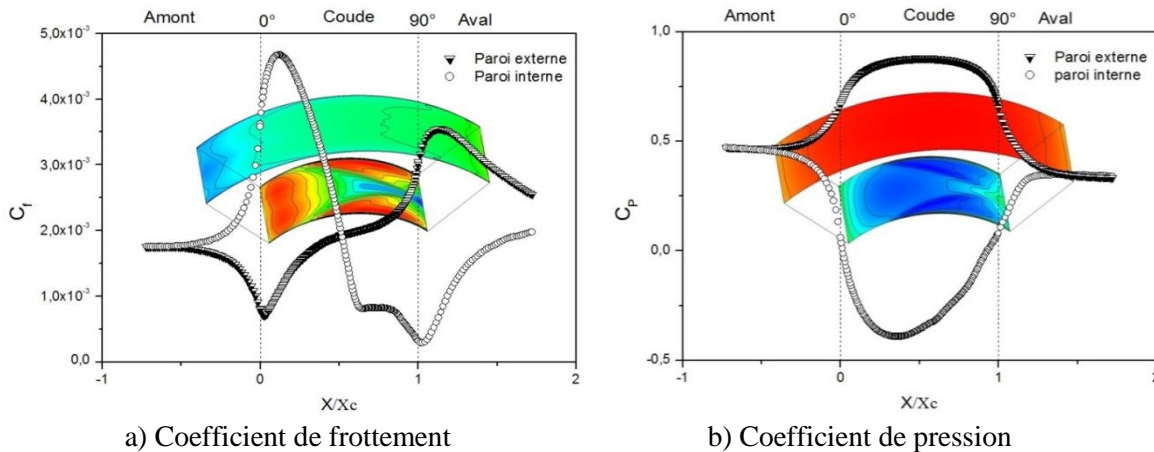 Amont 0° Coude 90° Aval
5,0x10⁻³
4,0x10⁻³
3,0x10⁻³
2,0x10⁻³
1,0x10⁻³
0,0
Cf
Paroi externe
Paroi interne
-1 0 1 2
X/Xc
a) Coefficient de frottement
Amont 0° Coude 90° Aval
1,0
0,5
0,0
-0,5
CP
Paroi externe
paroi interne
-1 0 1 2
X/Xc
b) Coefficient de pression